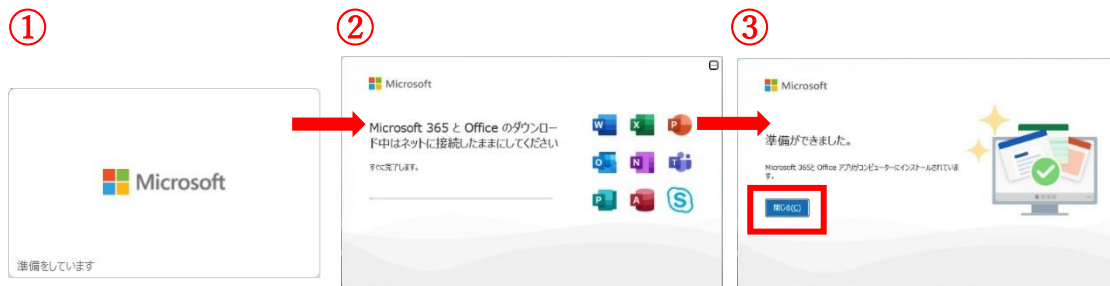 ①
②
③
Microsoft
準備をしています
Microsoft
Microsoft 365 と Office のダウンロー
ド中はネットに接続したままにしてください
すぐに完了します。
W
X
P
O
N
T
P
A
S
Microsoft
準備ができました。
Microsoft 365と Office アプリがコンピューターにインストールされていま
す。
閉じる(C)